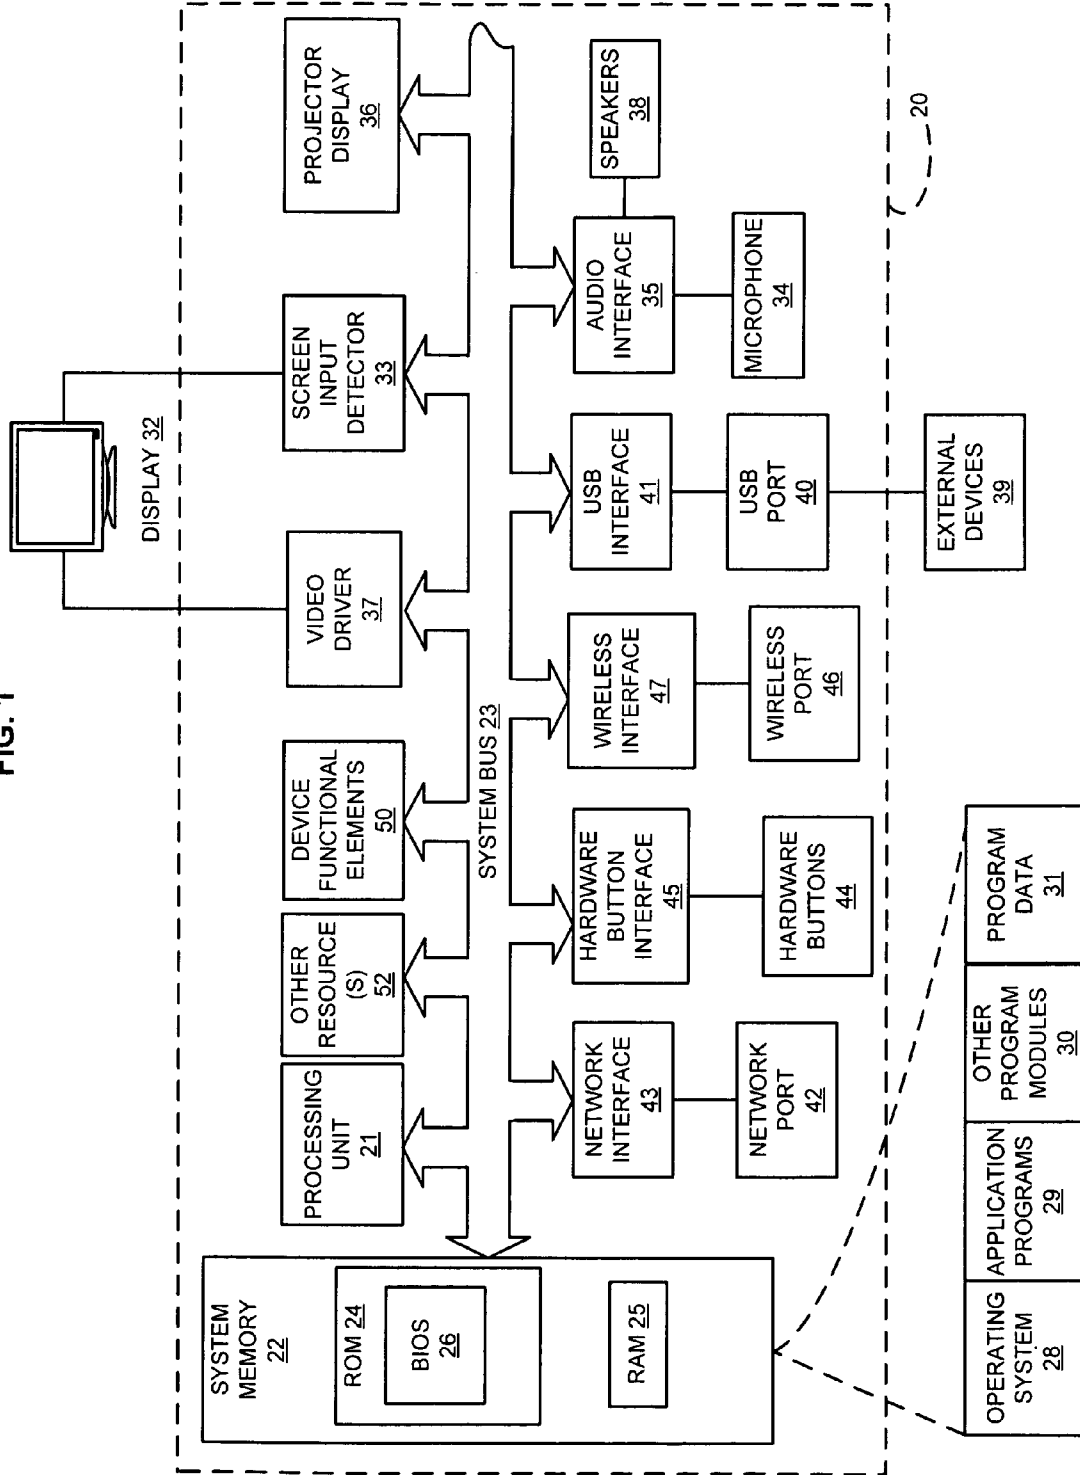 FIG. 1
DISPLAY 32
SYSTEM
MEMORY
22
ROM 24
BIOS
26
RAM 25
PROCESSING
UNIT
21
OTHER
RESOURCE
(S)
52
DEVICE
FUNCTIONAL
ELEMENTS
50
VIDEO
DRIVER
37
SCREEN
INPUT
DETECTOR
33
PROJECTOR
DISPLAY
36
SYSTEM BUS 23
NETWORK
INTERFACE
43
HARDWARE
BUTTON
INTERFACE
45
WIRELESS
INTERFACE
47
USB
INTERFACE
41
AUDIO
INTERFACE
35
SPEAKERS
38
NETWORK
PORT
42
HARDWARE
BUTTONS
44
WIRELESS
PORT
46
USB
PORT
40
MICROPHONE
34
20
OPERATING
SYSTEM
28
APPLICATION
PROGRAMS
29
OTHER
PROGRAM
MODULES
30
PROGRAM
DATA
31
EXTERNAL
DEVICES
39